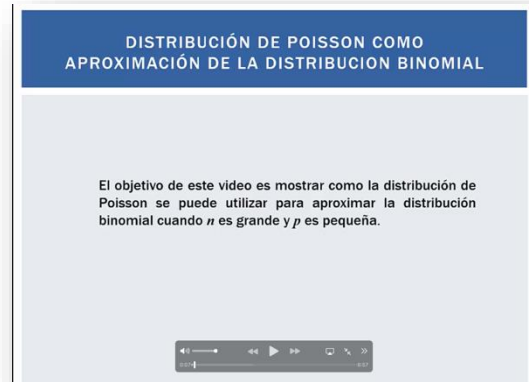 DISTRIBUCIÓN DE POISSON COMO
APROXIMACIÓN DE LA DISTRIBUCION BINOMIAL
El objetivo de este video es mostrar como la distribución de
Poisson se puede utilizar para aproximar la distribución
binomial cuando n es grande y p es pequeña.